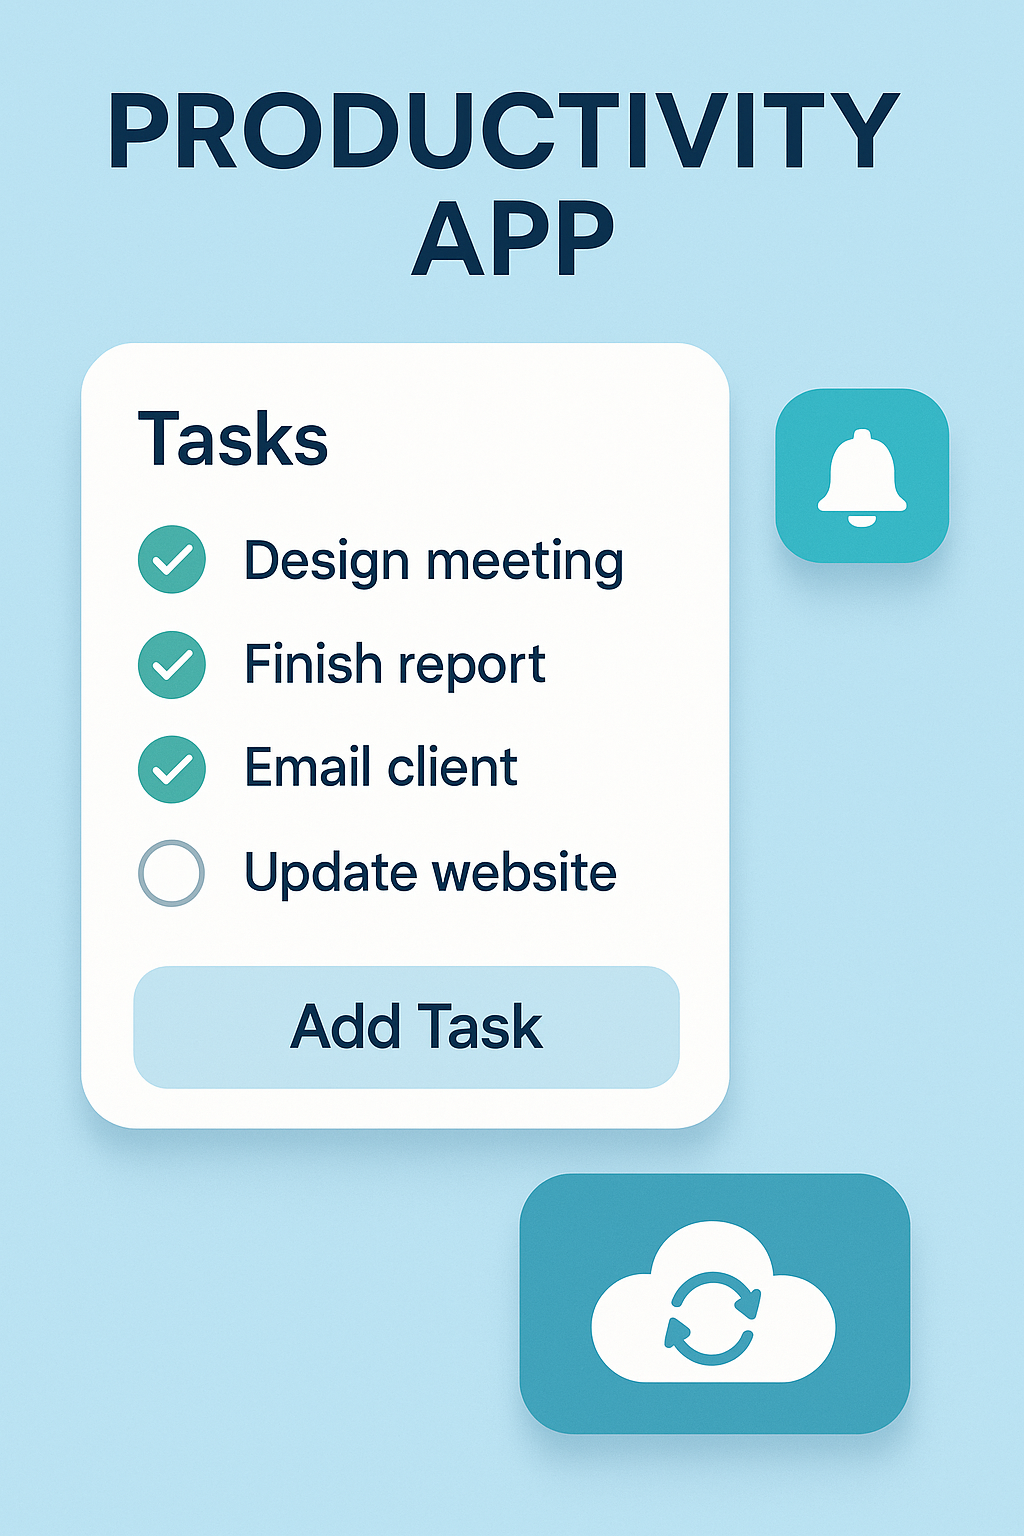 PRODUCTIVITY
APP
Tasks
Design meeting
Finish report
Email client
Update website
Add Task